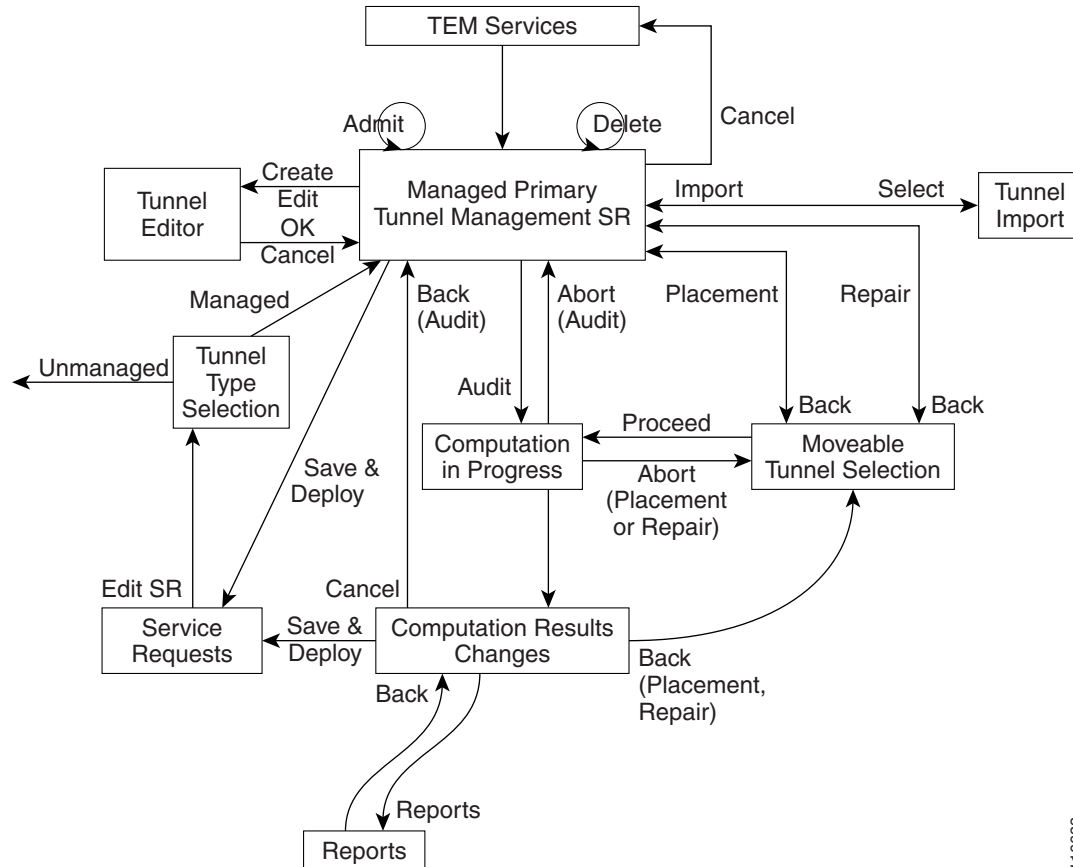 TEM Services
Admit
Delete
Cancel
Create
Edit
OK
Cancel
Tunnel
Editor
Managed Primary
Tunnel Management SR
Import
Select
Tunnel
Import
Managed
Back
(Audit)
Abort
(Audit)
Placement
Repair
Unmanaged
Tunnel
Type
Selection
Audit
Back
Back
Proceed
Computation
in Progress
Moveable
Tunnel Selection
Save &
Deploy
Abort
(Placement
or Repair)
Edit SR
Cancel
Service
Requests
Save &
Deploy
Computation Results
Changes
Back
(Placement,
Repair)
Back
Reports
Reports